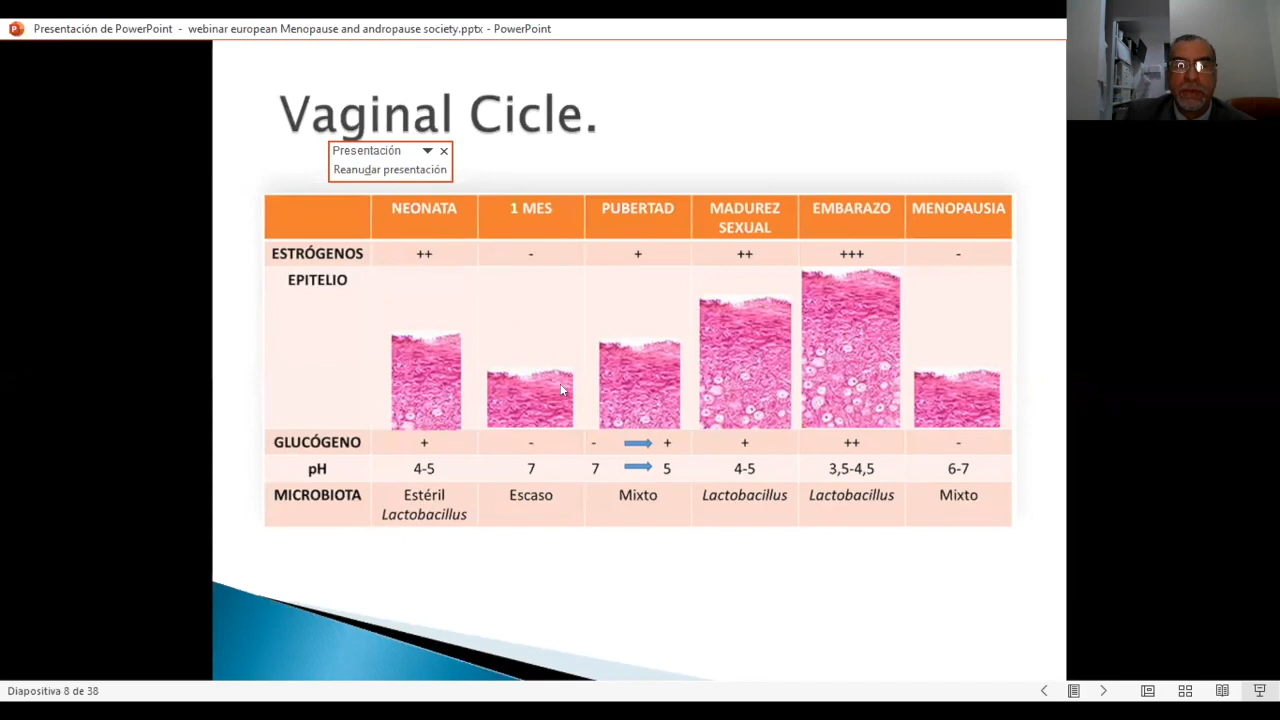 Presentación de PowerPoint - webinar european Menopause and andropause society.pptx - PowerPoint
Vaginal Cicle.
Presentación
Reanudar presentación
NEONATA 1 MES PUBERTAD MADUREZ SEXUAL EMBARAZO MENOPAUSIA
ESTRÓGENOS ++ - + ++ +++ -
EPITELIO
GLUCÓGENO + - - + + ++ -
pH 4-5 7 7 5 4-5 3,5-4,5 6-7
MICROBIOTA Estéril Lactobacillus Escaso Mixto Lactobacillus Lactobacillus Mixto
Diapositiva 8 de 38